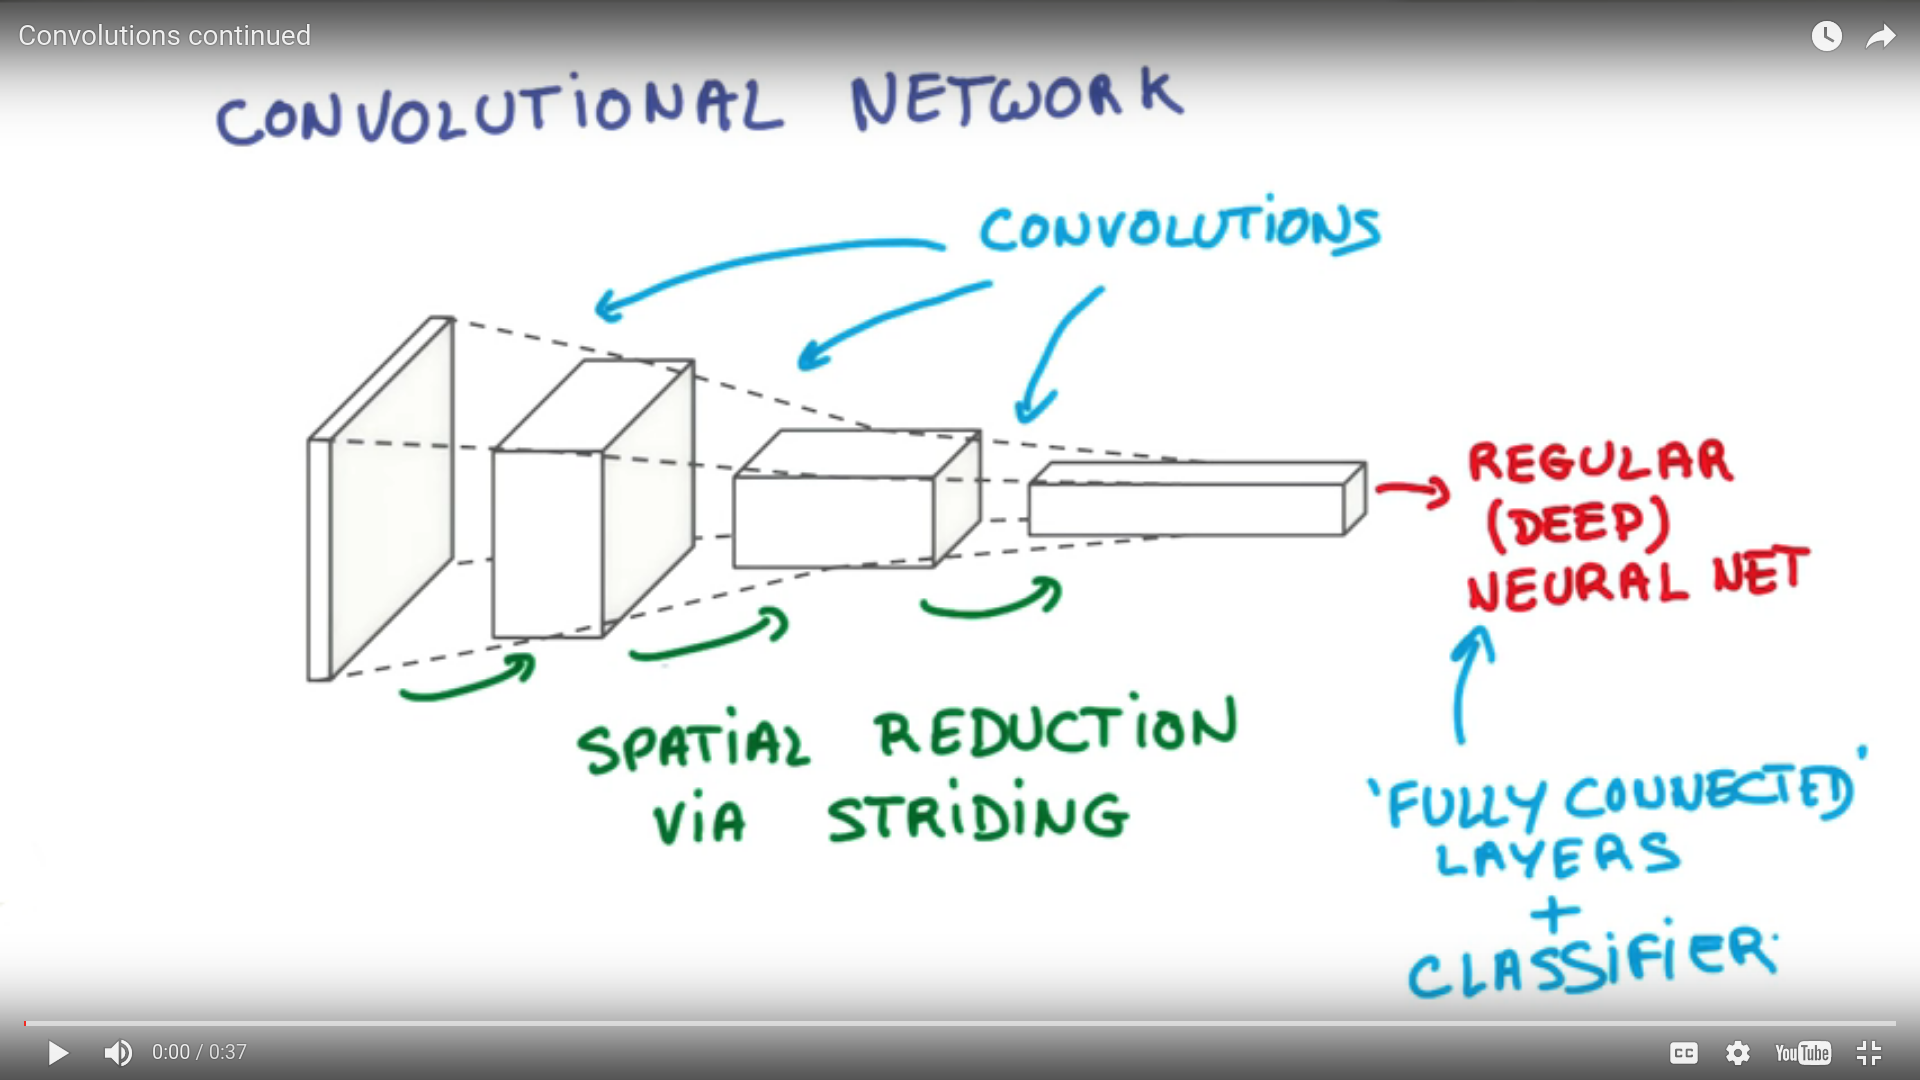 Convolutions continued
CONVOLUTiONAL NETWORK
CONVOLUTiONS
REGULAR
(DEEP)
NEURAL NET
SPATiAL REDUCTiON
ViA STRiDiNG
'FULLY CONNECTED'
LAYERS
+
CLASSiFiER.
0:00 / 0:37
CC
YouTube